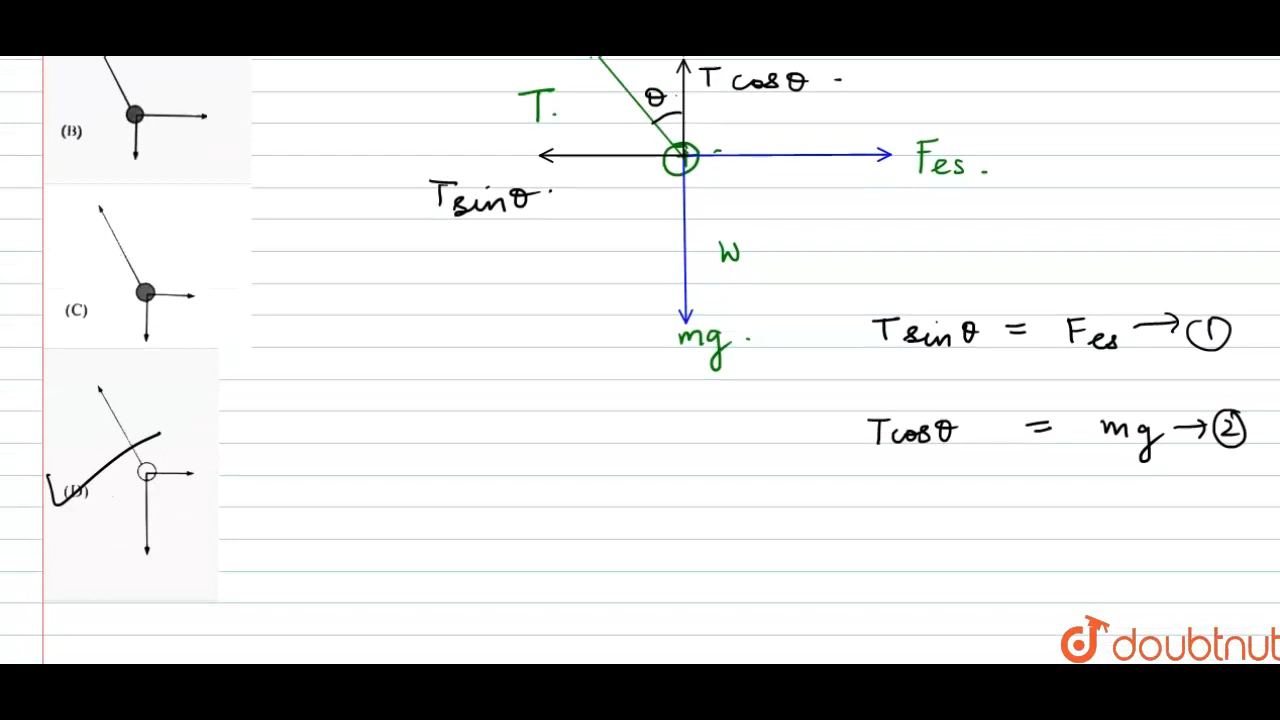 (B)
T cosθ
θ
T.
Fes.
T sinθ
W
(C)
mg.
T sinθ = Fes → ①
T cosθ = mg → ②
(D)
doubtnut